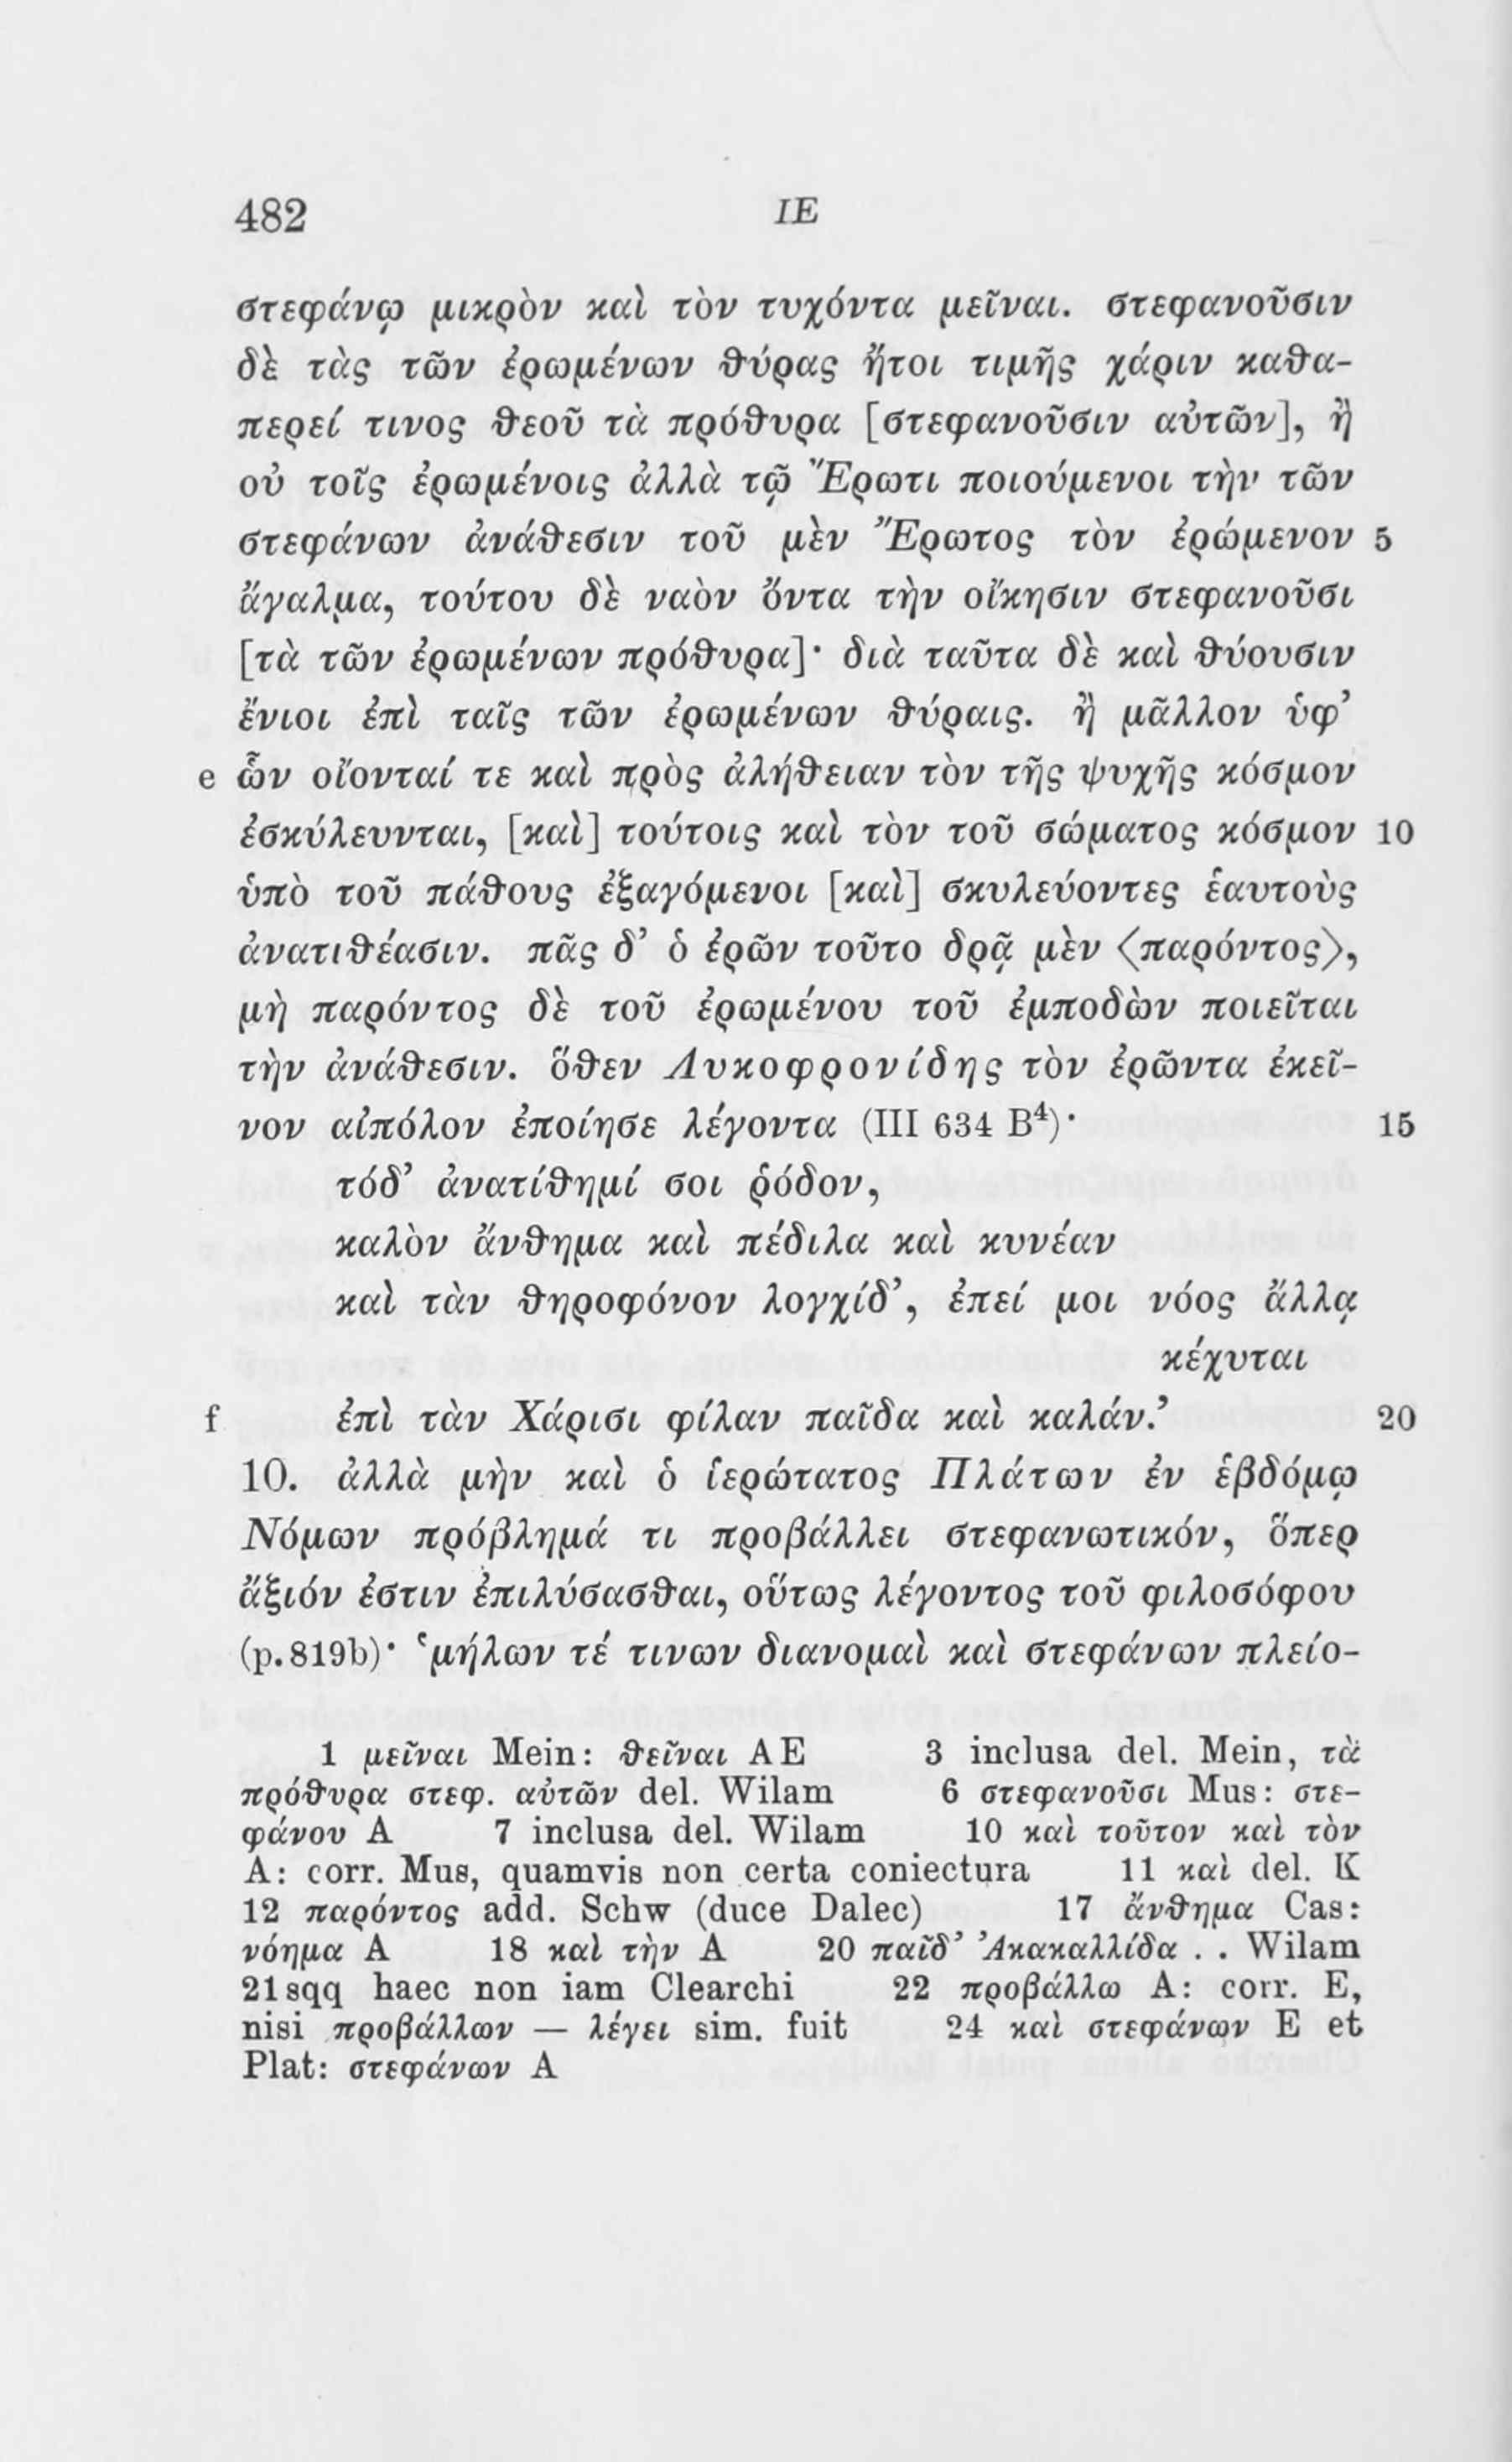 482 IE
στεφάνῳ μικρὸν καὶ τὸν τυχόντα μεῖναι. στεφανοῦσιν
δὲ τὰς τῶν ἐρωμένων θύρας ἤτοι τιμῆς χάριν καθα-
περεί τινος θεοῦ τὰ πρόθυρα [στεφανοῦσιν αὐτῶν], ἢ
οὐ τοῖς ἐρωμένοις ἀλλὰ τῷ Ἔρωτι ποιούμενοι τὴν τῶν
στεφάνων ἀνάθεσιν τοῦ μὲν Ἔρωτος τὸν ἐρώμενον 5
ἄγαλμα, τούτου δὲ ναὸν ὄντα τὴν οἴκησιν στεφανοῦσι
[τὰ τῶν ἐρωμένων πρόθυρα]· διὰ ταῦτα δὲ καὶ θύουσιν
ἔνιοι ἐπὶ ταῖς τῶν ἐρωμένων θύραις. ἢ μᾶλλον ὑφ’
e ὧν οἴονταί τε καὶ πρὸς ἀλήθειαν τὸν τῆς ψυχῆς κόσμον
ἐσκύλευνται, [καὶ] τούτοις καὶ τὸν τοῦ σώματος κόσμον 10
ὑπὸ τοῦ πάθους ἐξαγόμενοι [καὶ] σκυλεύοντες ἑαυτοὺς
ἀνατιθέασιν. πᾶς δ’ ὁ ἐρῶν τοῦτο δρᾷ μὲν ⟨παρόντος⟩,
μὴ παρόντος δὲ τοῦ ἐρωμένου τοῦ ἐμποδὼν ποιεῖται
τὴν ἀνάθεσιν. ὅθεν Λυκοφρονίδης τὸν ἐρῶντα ἐκεῖ-
νον αἰπόλον ἐποίησε λέγοντα (III 634 B⁴)· 15
τόδ’ ἀνατίθημί σοι ῥόδον,
καλὸν ἄνθημα καὶ πέδιλα καὶ κυνέαν
καὶ τὰν θηροφόνον λογχίδ’, ἐπεί μοι νόος ἄλλᾳ
κέχυται
f ἐπὶ τὰν Χάρισι φίλαν παῖδα καὶ καλάν.’ 20
10. ἀλλὰ μὴν καὶ ὁ ἱερώτατος Πλάτων ἐν ἑβδόμῳ
Νόμων πρόβλημά τι προβάλλει στεφανωτικόν, ὅπερ
ἄξιόν ἐστιν ἐπιλύσασθαι, οὕτως λέγοντος τοῦ φιλοσόφου
(p. 819b)· ‘μήλων τέ τινων διανομαὶ καὶ στεφάνων πλείο-
1 μεῖναι Mein: θεῖναι A E 3 inclusa del. Mein, τὰ
πρόθυρα στεφ. αὐτῶν del. Wilam 6 στεφανοῦσι Mus: στε-
φάνου A 7 inclusa del. Wilam 10 καὶ τοῦτον καὶ τὸν
A: corr. Mus, quamvis non certa coniectura 11 καὶ del. K
12 παρόντος add. Schw (duce Dalec) 17 ἄνθημα Cas:
νόημα A 18 καὶ τὴν A 20 παῖδ’ Ἀκακαλλίδα . . Wilam
21 sqq haec non iam Clearchi 22 προβάλλω A: corr. E,
nisi προβάλλων — λέγει sim. fuit 24 καὶ στεφάνων E et
Plat: στεφάνων A